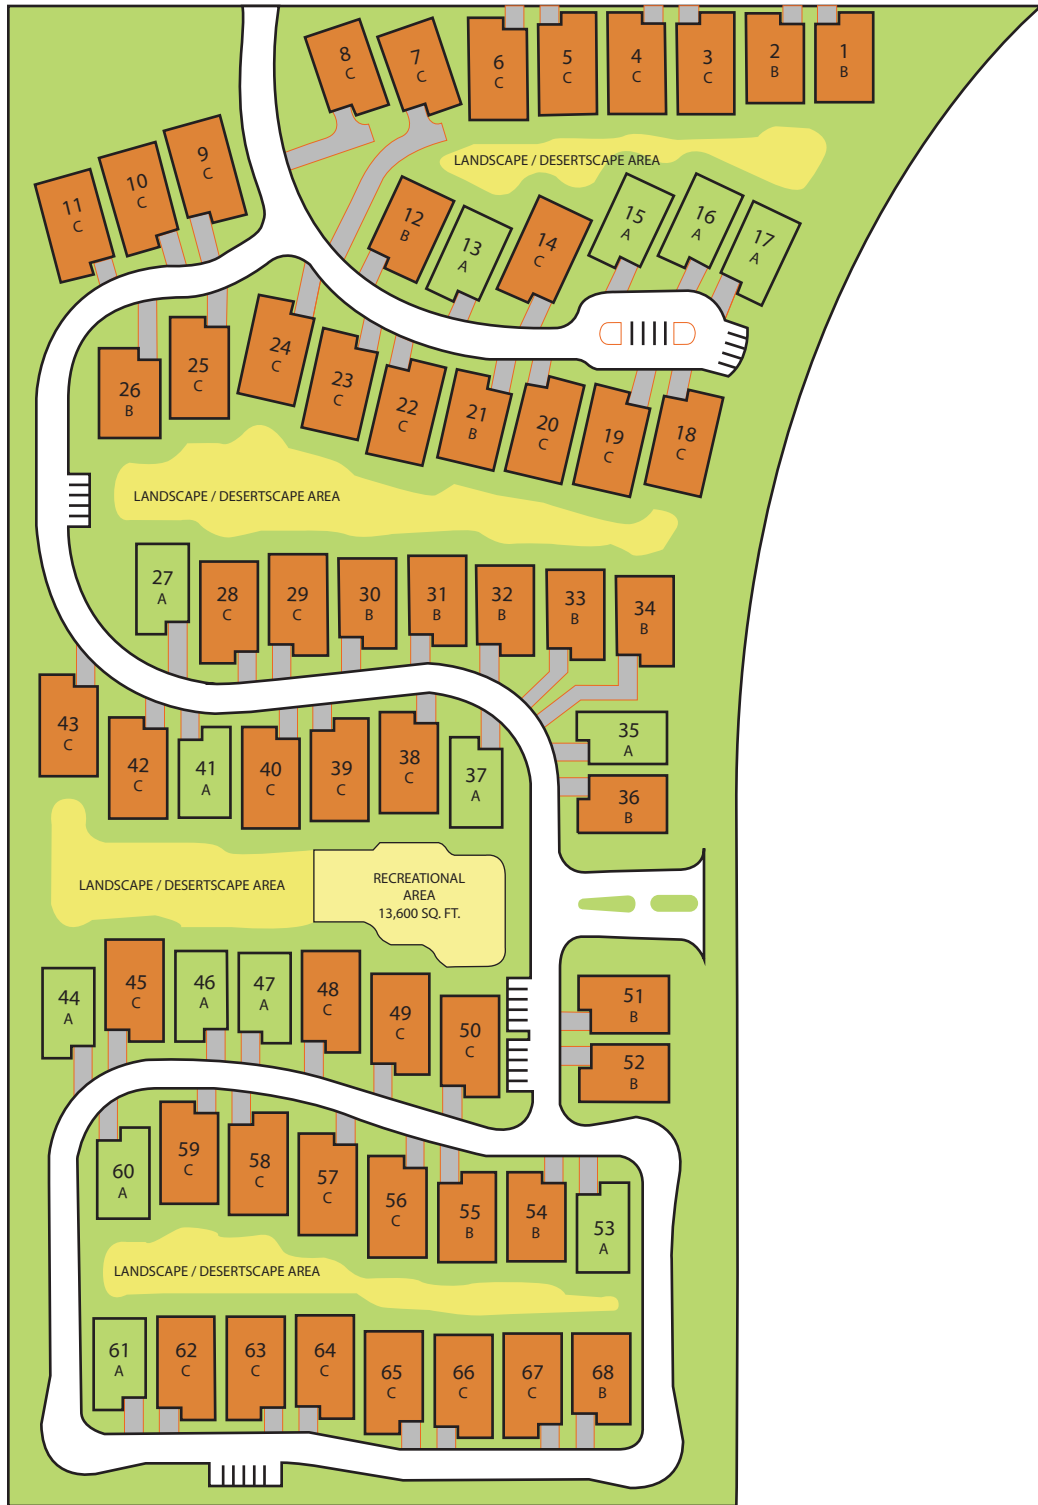 8
C
7
C
6
C
5
C
4
C
3
C
2
B
1
B
LANDSCAPE / DESERTSCAPE AREA
11
C
10
C
9
C
12
B
13
A
14
C
15
A
16
A
17
A
26
B
25
C
24
C
23
C
22
C
21
B
20
C
19
C
18
C
LANDSCAPE / DESERTSCAPE AREA
27
A
28
C
29
C
30
B
31
B
32
B
33
B
34
B
35
A
36
B
43
C
42
C
41
A
40
C
39
C
38
C
37
A
LANDSCAPE / DESERTSCAPE AREA
RECREATIONAL
AREA
13,600 SQ. FT.
44
A
45
C
46
A
47
A
48
C
49
C
50
C
51
B
52
B
60
A
59
C
58
C
57
C
56
C
55
B
54
B
53
A
LANDSCAPE / DESERTSCAPE AREA
61
A
62
C
63
C
64
C
65
C
66
C
67
C
68
B